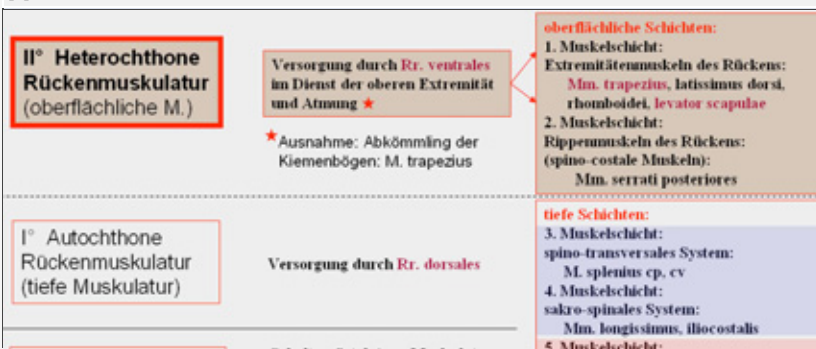 II° Heterochthone
Rückenmuskulatur
(oberflächliche M.)
Versorgung durch Rr. ventrales
im Dienst der oberen Extremität
und Atmung ★
★Ausnahme: Abkömmling der
Kiemenbögen: M. trapezius
oberflächliche Schichten:
1. Muskelschicht:
Extremitätenmuskeln des Rückens:
Mm. trapezius, latissimus dorsi,
rhomboidei, levator scapulae
2. Muskelschicht:
Rippenmuskeln des Rückens:
(spino-costale Muskeln):
Mm. serrati posteriores
I° Autochthone
Rückenmuskulatur
(tiefe Muskulatur)
Versorgung durch Rr. dorsales
tiefe Schichten:
3. Muskelschicht:
spino-transversales System:
M. splenius cp. cv
4. Muskelschicht:
sakro-spinales System:
Mm. longissimus, iliocostalis
5. Muskelschicht: